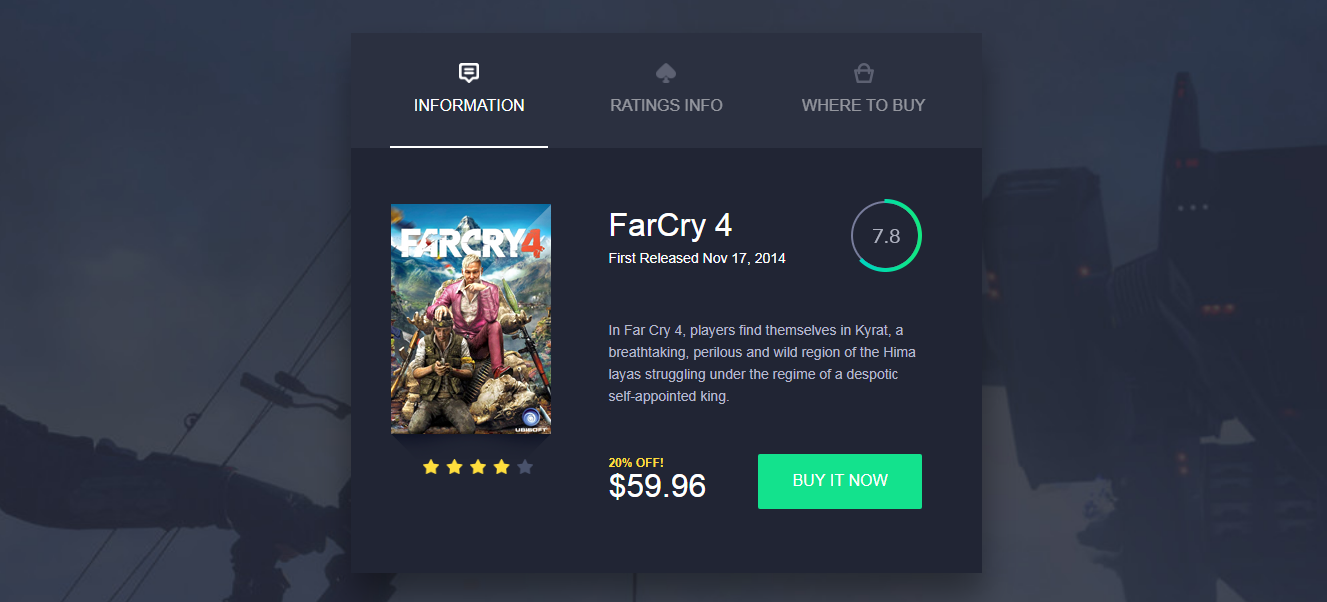 INFORMATION
RATINGS INFO
WHERE TO BUY
FARCRY4
UBISOFT
FarCry 4
First Released Nov 17, 2014
7.8
In Far Cry 4, players find themselves in Kyrat, a
breathtaking, perilous and wild region of the Hima
layas struggling under the regime of a despotic
self-appointed king.
20% OFF!
$59.96
BUY IT NOW